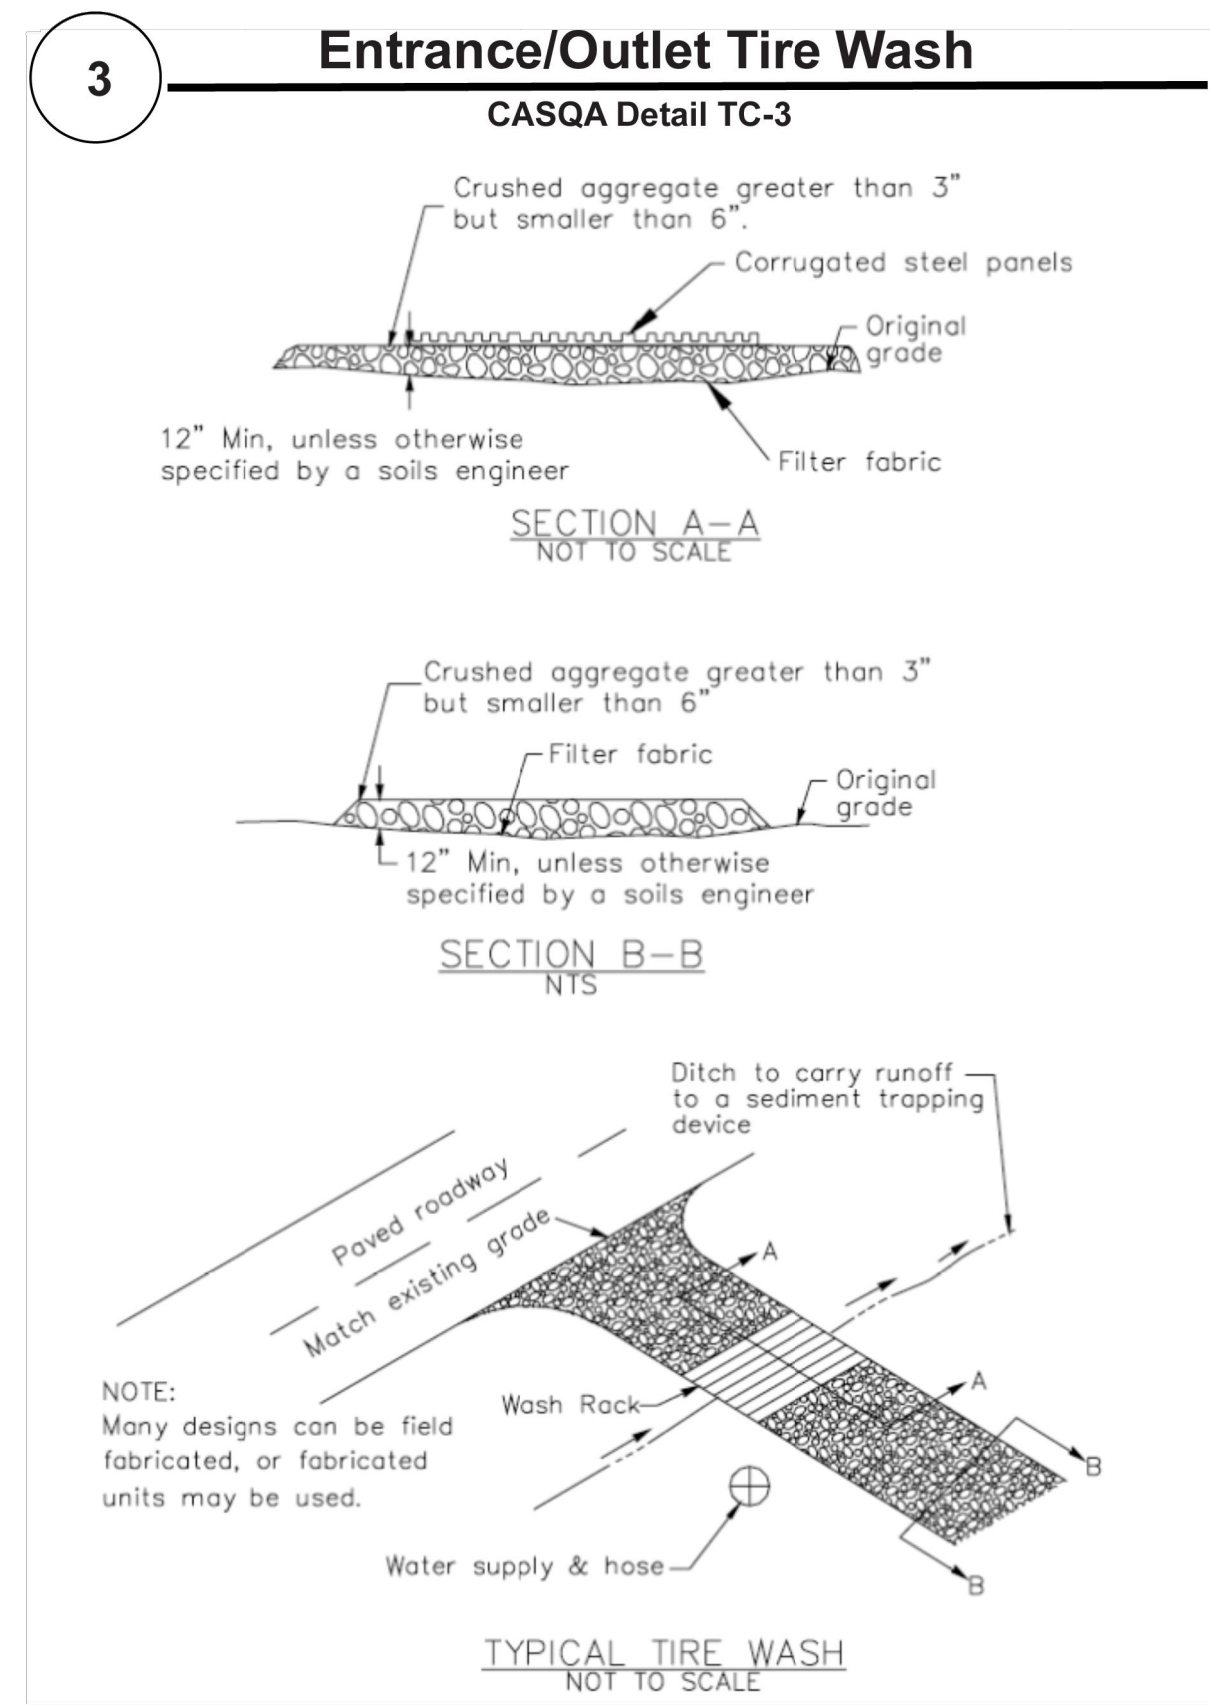 3
Entrance/Outlet Tire Wash
CASQA Detail TC-3
Crushed aggregate greater than 3"
but smaller than 6".
Corrugated steel panels
Original
grade
12" Min, unless otherwise
specified by a soils engineer
Filter fabric
SECTION A-A
NOT TO SCALE
Crushed aggregate greater than 3"
but smaller than 6"
Filter fabric
Original
grade
12" Min, unless otherwise
specified by a soils engineer
SECTION B-B
NTS
Ditch to carry runoff
to a sediment trapping
device
Paved roadway
Match existing grade
A
A
NOTE:
Many designs can be field
fabricated, or fabricated
units may be used.
Wash Rack
B
Water supply & hose
B
TYPICAL TIRE WASH
NOT TO SCALE